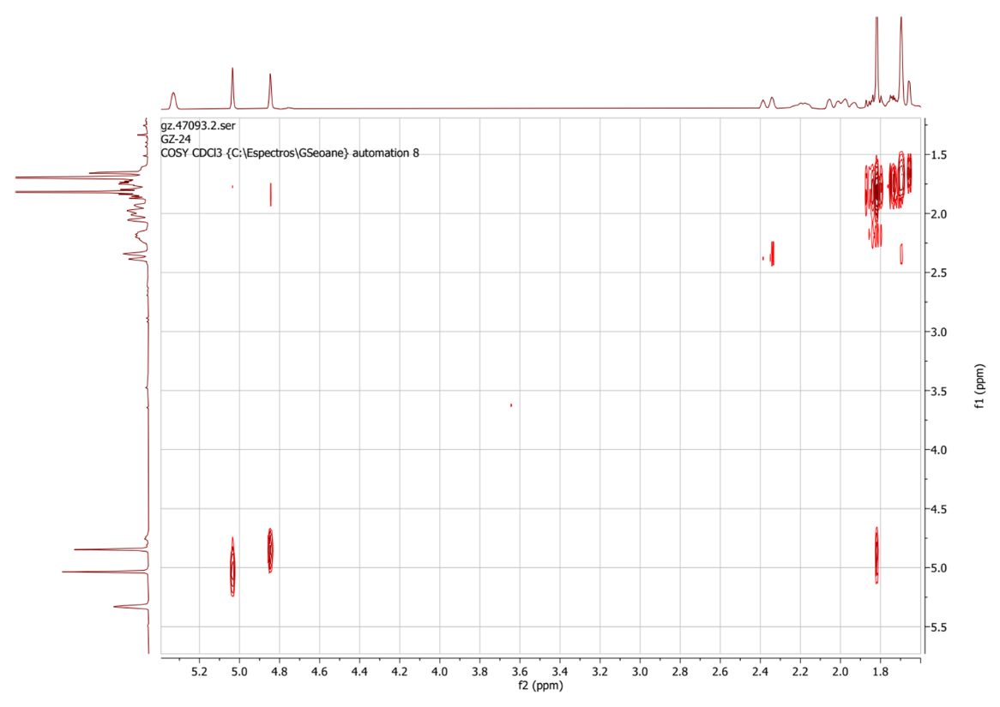 gz.47093.2.ser
GZ-24
COSY CDCl3 {C:\Espectros\GSeoane} automation 8
1.5
2.0
2.5
3.0
3.5
4.0
4.5
5.0
5.5
f1 (ppm)
5.2 5.0 4.8 4.6 4.4 4.2 4.0 3.8 3.6 3.4 3.2 3.0 2.8 2.6 2.4 2.2 2.0 1.8
f2 (ppm)